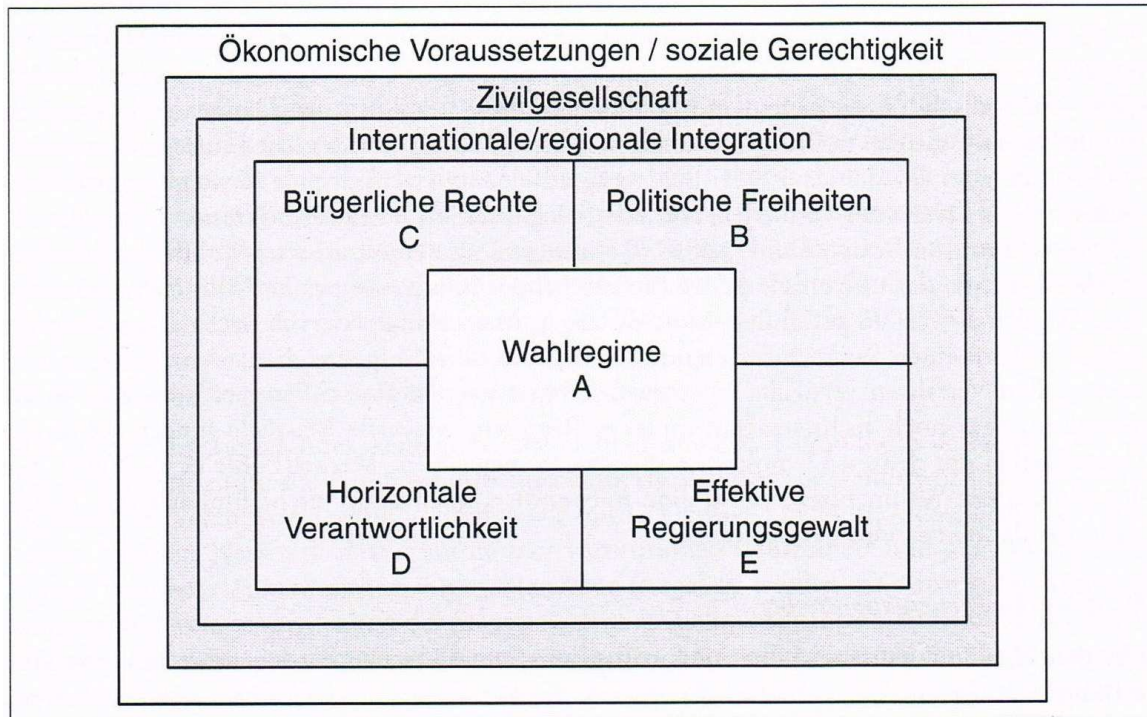 Ökonomische Voraussetzungen / soziale Gerechtigkeit
Zivilgesellschaft
Internationale/regionale Integration
Bürgerliche Rechte
C
Politische Freiheiten
B
Wahlregime
A
Horizontale
Verantwortlichkeit
D
Effektive
Regierungsgewalt
E